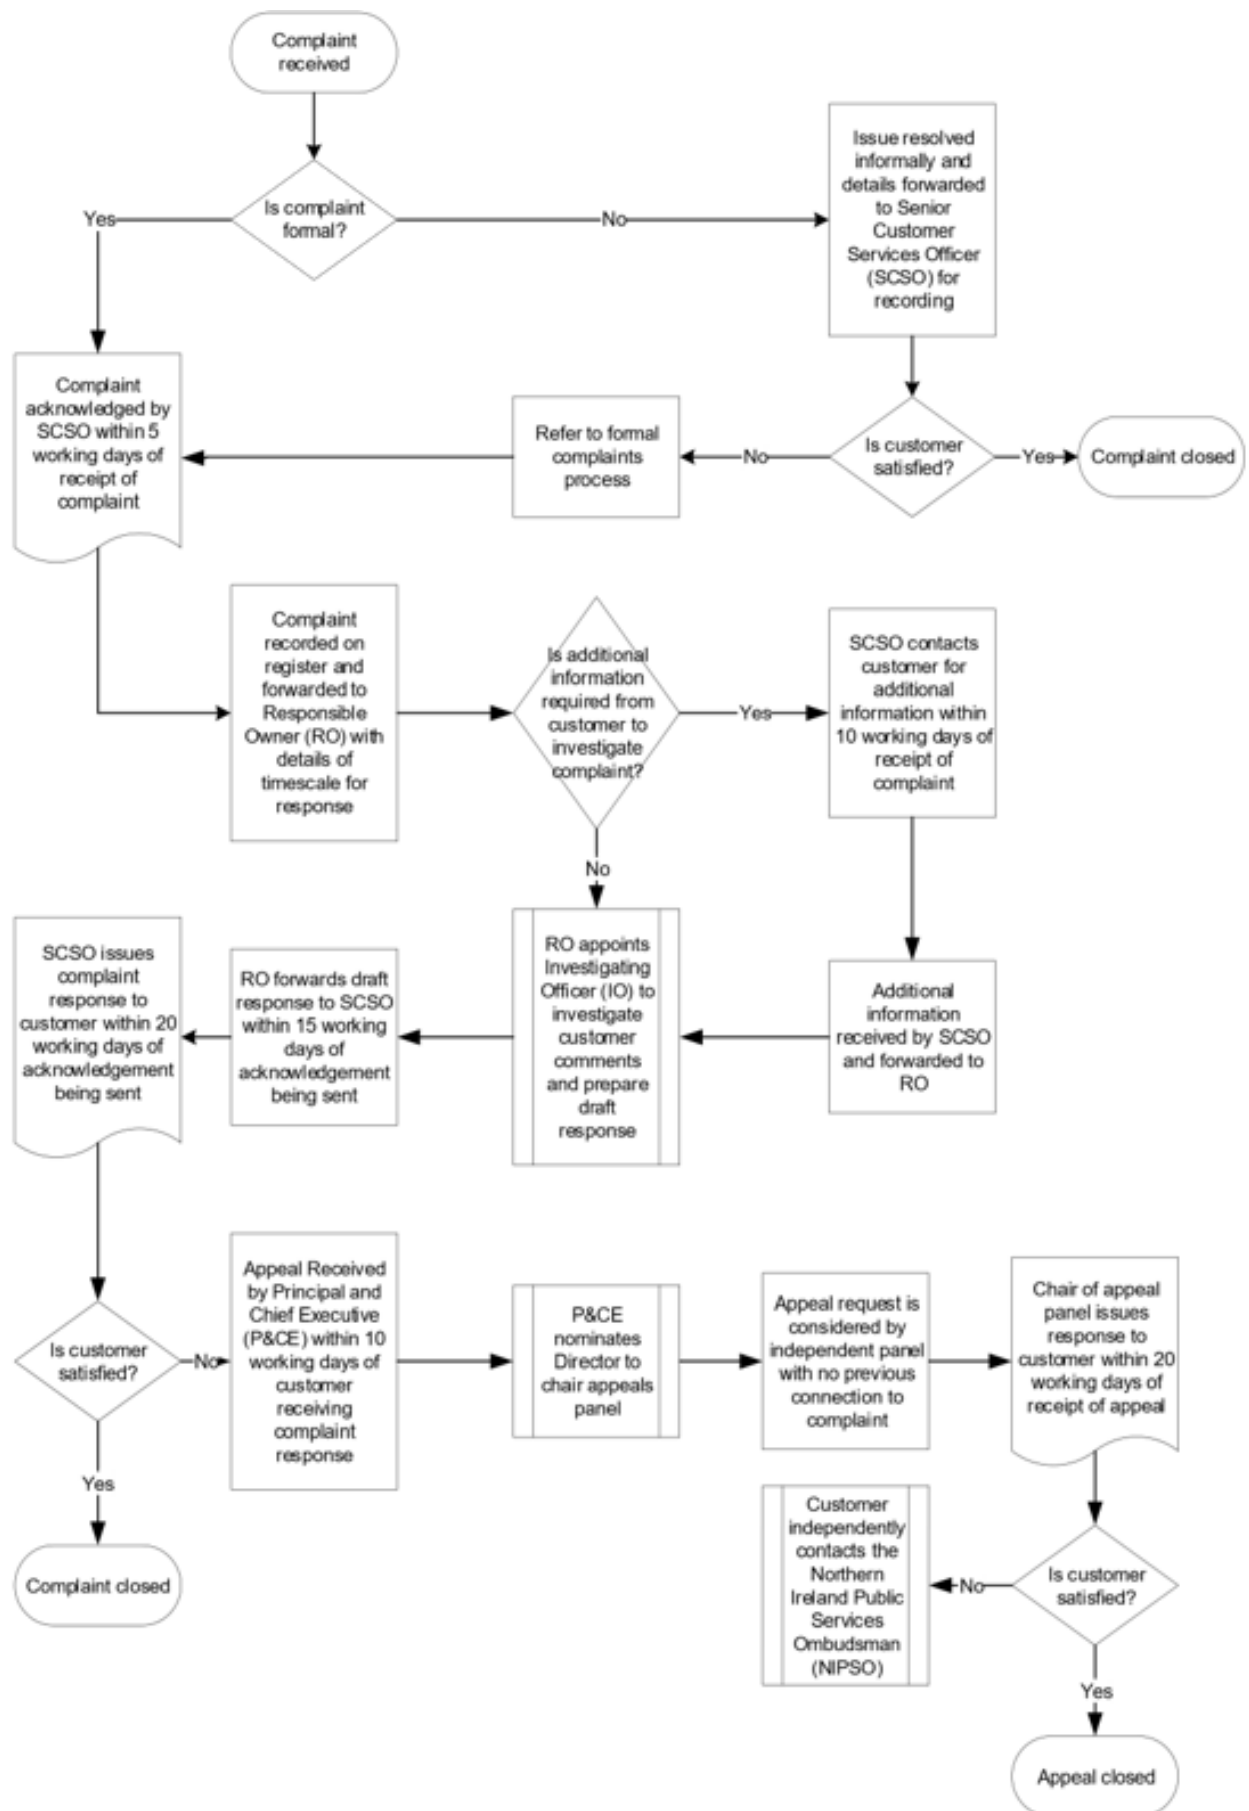 Complaint
received
Is complaint
formal?
Yes
No
Issue resolved
informally and
details forwarded
to Senior
Customer
Services Officer
(SCSO) for
recording
Complaint
acknowledged by
SCSO within 5
working days of
receipt of
complaint
Refer to formal
complaints
process
No
Is customer
satisfied?
Yes
Complaint closed
Complaint
recorded on
register and
forwarded to
Responsible
Owner (RO) with
details of
timescale for
response
Is additional
information
required from
customer to
investigate
complaint?
Yes
SCSO contacts
customer for
additional
information within
10 working days of
receipt of
complaint
No
SCSO issues
complaint
response to
customer within 20
working days of
acknowledgement
being sent
RO forwards draft
response to SCSO
within 15 working
days of
acknowledgement
being sent
RO appoints
Investigating
Officer (IO) to
investigate
customer
comments
and prepare
draft
response
Additional
information
received by SCSO
and forwarded to
RO
Is customer
satisfied?
No
Appeal Received
by Principal and
Chief Executive
(P&CE) within 10
working days of
customer
receiving
complaint
response
P&CE
nominates
Director to
chair appeals
panel
Appeal request is
considered by
independent panel
with no previous
connection to
complaint
Chair of appeal
panel issues
response to
customer within 20
working days of
receipt of appeal
Yes
Complaint closed
Customer
independently
contacts the
Northern
Ireland Public
Services
Ombudsman
(NIPSO)
No
Is customer
satisfied?
Yes
Appeal closed